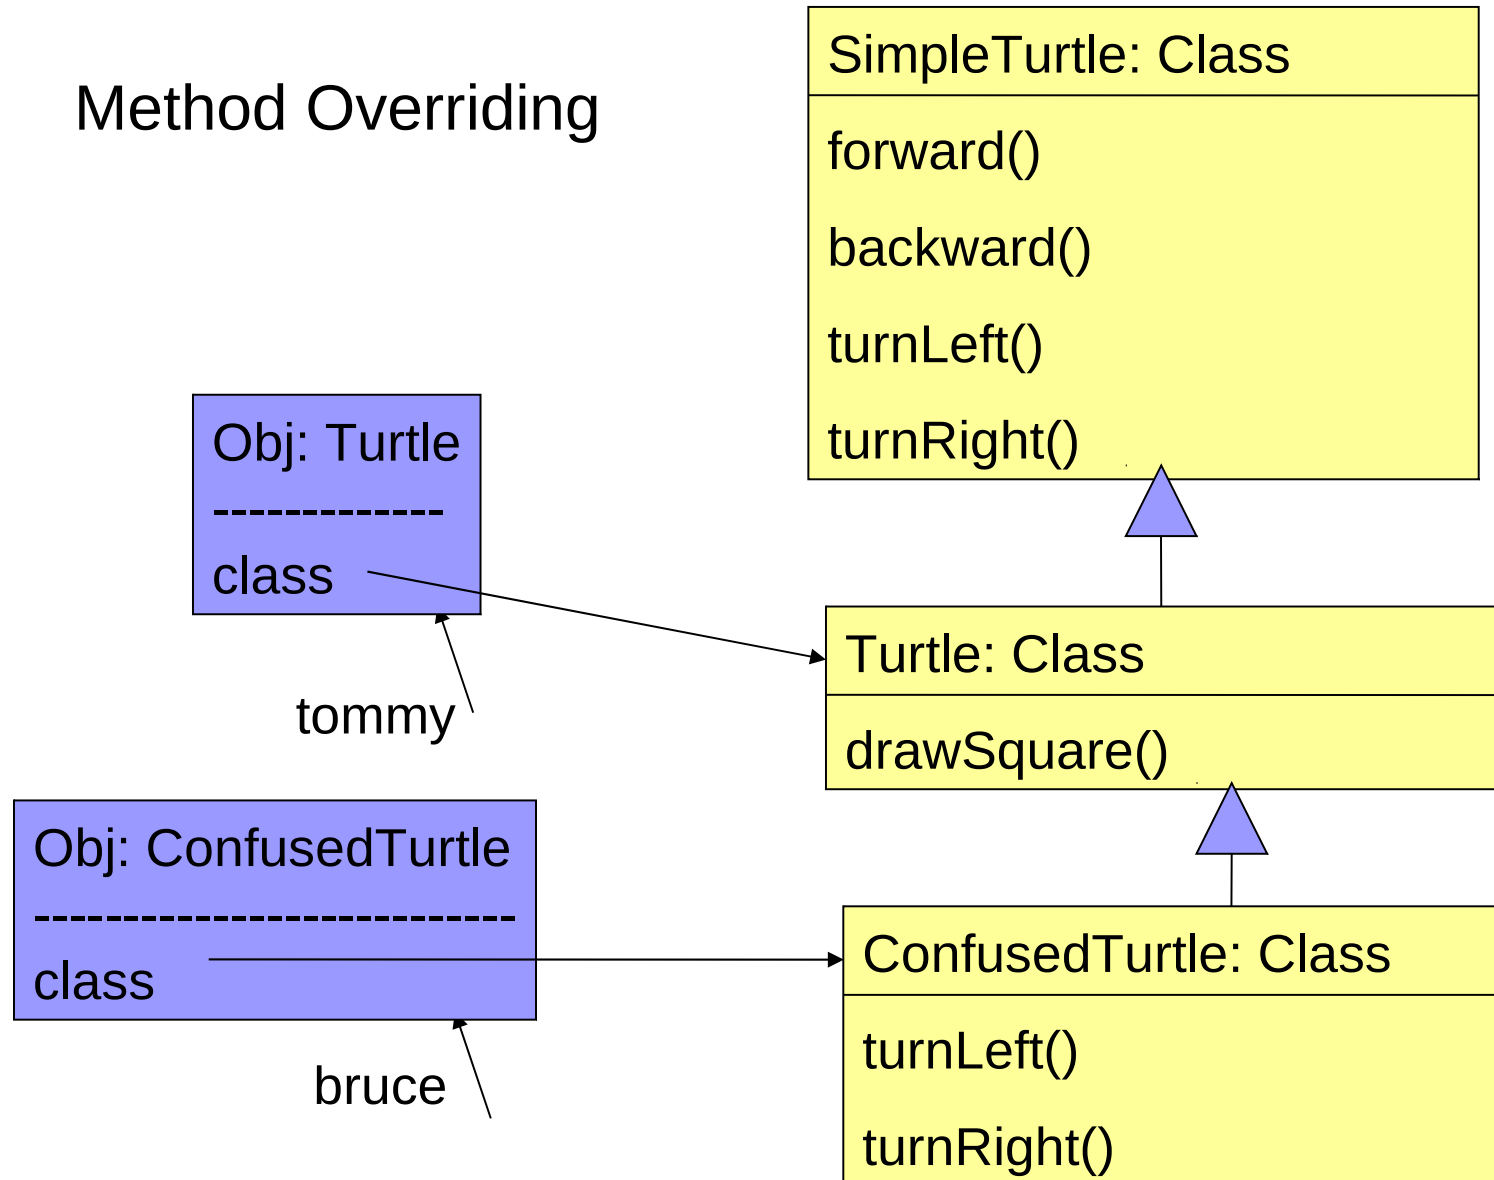 Method Overriding
SimpleTurtle: Class
forward()
backward()
turnLeft()
turnRight()
Obj: Turtle
-------------
class
tommy
Turtle: Class
drawSquare()
Obj: ConfusedTurtle
---------------------------
class
bruce
ConfusedTurtle: Class
turnLeft()
turnRight()